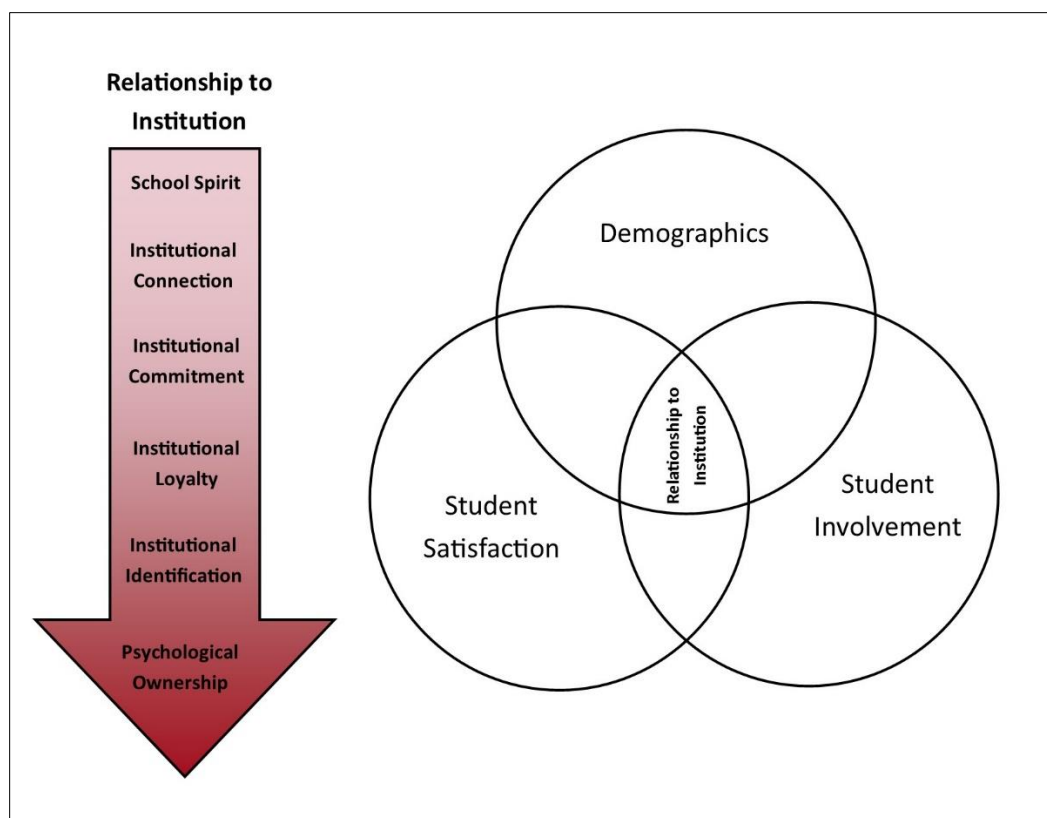 Relationship to
Institution
School Spirit
Institutional
Connection
Institutional
Commitment
Institutional
Loyalty
Institutional
Identification
Psychological
Ownership
Demographics
Relationship to
Institution
Student
Satisfaction
Student
Involvement